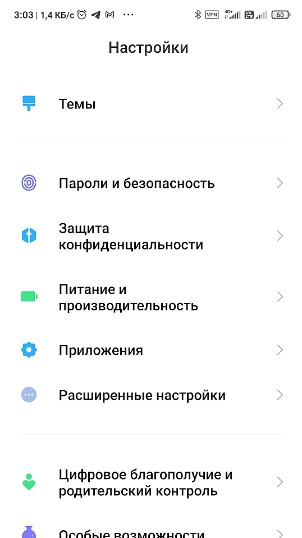 3:03 | 1,4 КБ/с
VPN 4G 60
Настройки
Темы
Пароли и безопасность
Защита
конфиденциальности
Питание и
производительность
Приложения
Расширенные настройки
Цифровое благополучие и
родительский контроль
Особые возможности